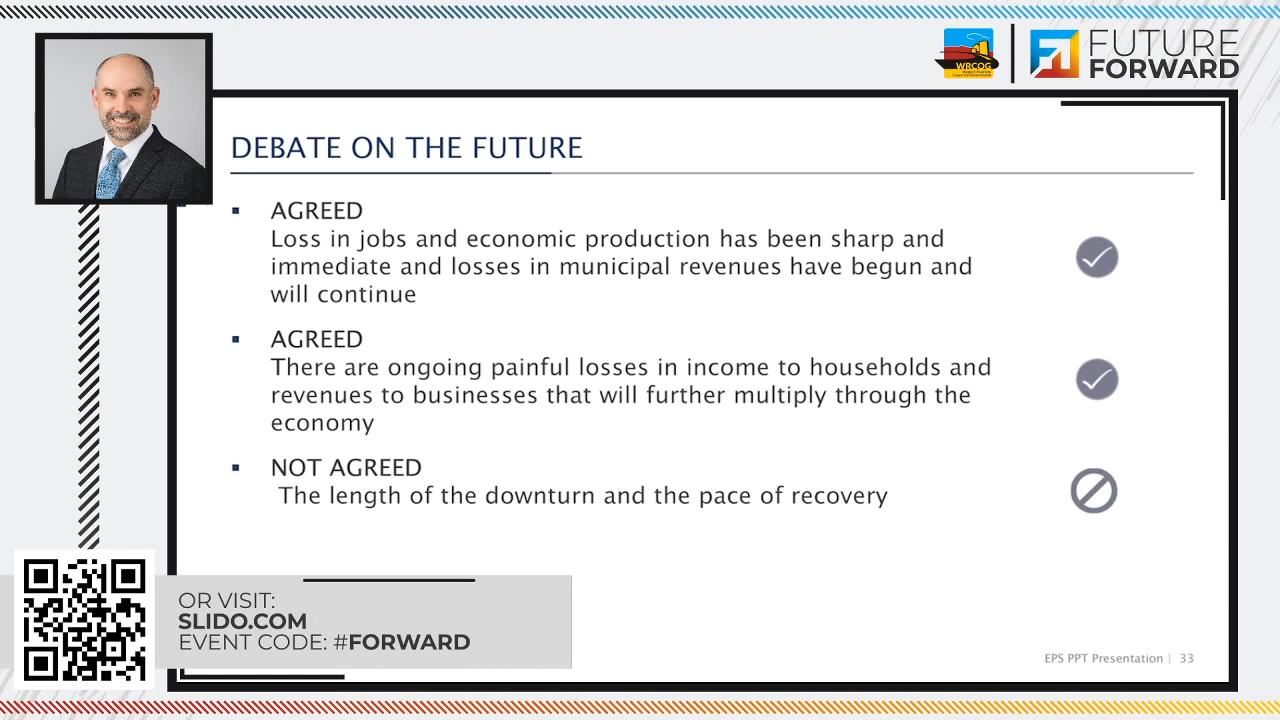 WRCOG
FUTURE
FORWARD
DEBATE ON THE FUTURE
AGREED
Loss in jobs and economic production has been sharp and
immediate and losses in municipal revenues have begun and
will continue
AGREED
There are ongoing painful losses in income to households and
revenues to businesses that will further multiply through the
economy
NOT AGREED
The length of the downturn and the pace of recovery
OR VISIT:
SLIDO.COM
EVENT CODE: #FORWARD
EPS PPT Presentation | 33